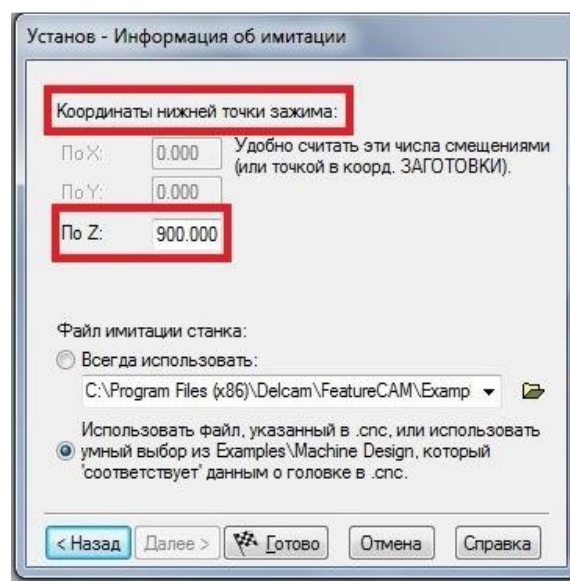 Установ - Информация об имитации
Координаты нижней точки зажима:
По X: 0.000 Удобно считать эти числа смещениями
(или точкой в коорд. ЗАГОТОВКИ).
По Y: 0.000
По Z: 900.000
Файл имитации станка:
Всегда использовать:
C:\Program Files (x86)\Delcam\FeatureCAM\Examp
Использовать файл, указанный в .cnc, или использовать
умный выбор из Examples\Machine Design, который
'соответствует' данным о головке в .cnc.
< Назад Далее > Готово Отмена Справка